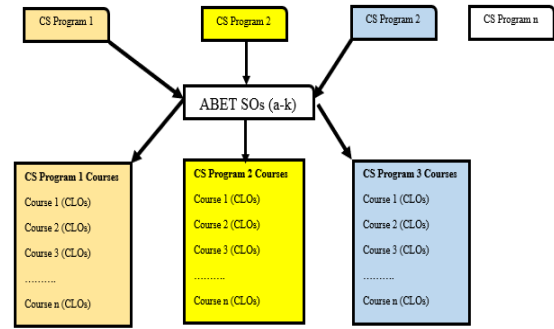 CS Program 1
CS Program 2
CS Program 2
CS Program n
ABET SOs (a-k)
CS Program 1 Courses
Course 1 (CLOs)
Course 2 (CLOs)
Course 3 (CLOs)
……….
Course n (CLOs)
CS Program 2 Courses
Course 1 (CLOs)
Course 2 (CLOs)
Course 3 (CLOs)
……….
Course n (CLOs)
CS Program 3 Courses
Course 1 (CLOs)
Course 2 (CLOs)
Course 3 (CLOs)
……….
Course n (CLOs)